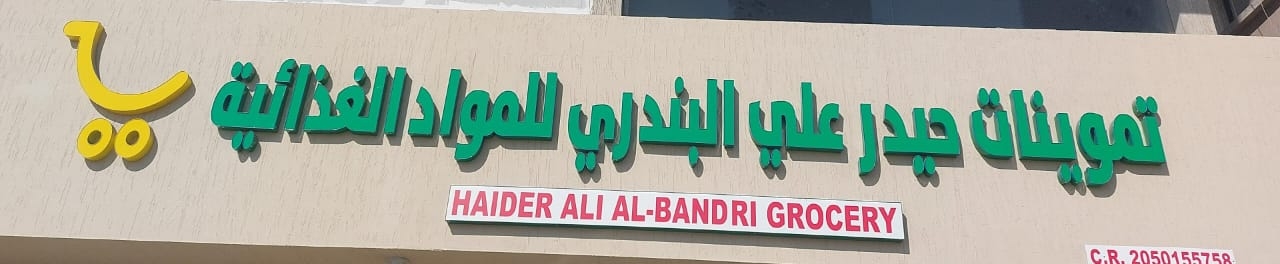 تموينات حيدر علي البندري للمواد الغذائية
HAIDER ALI AL-BANDRI GROCERY
C.R. 2050155758